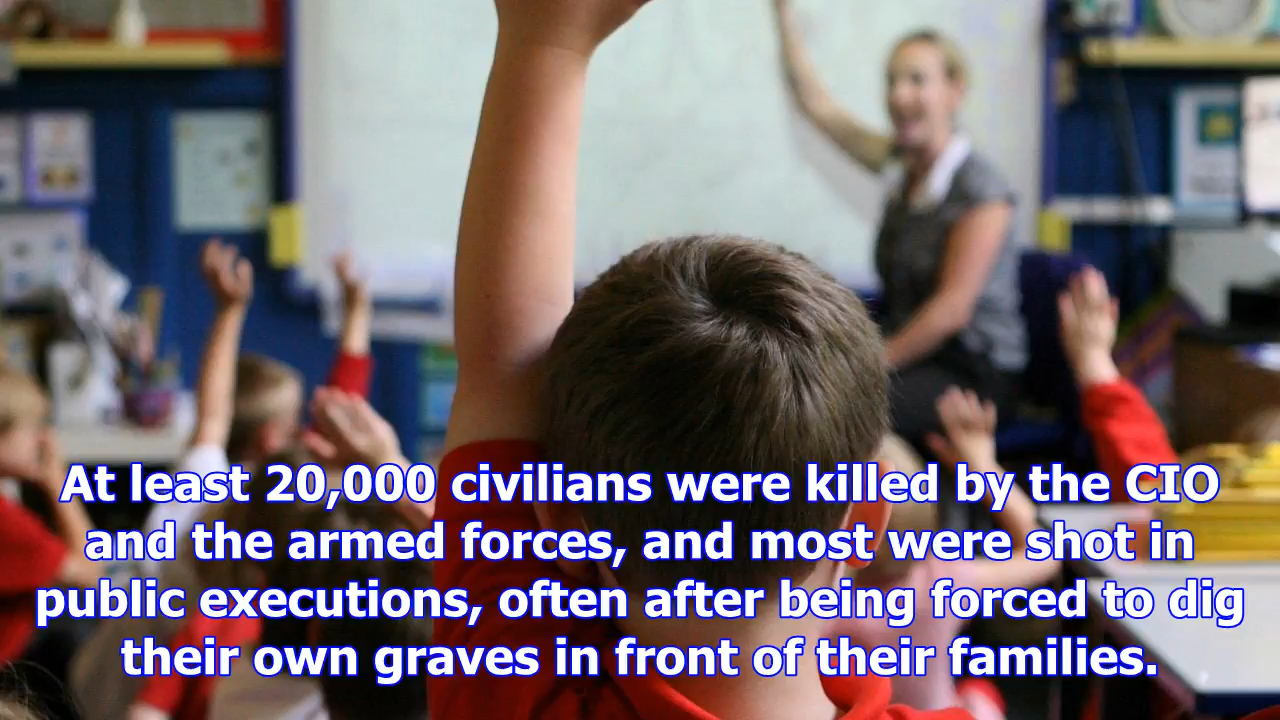 At least 20,000 civilians were killed by the CIO
and the armed forces, and most were shot in
public executions, often after being forced to dig
their own graves in front of their families.